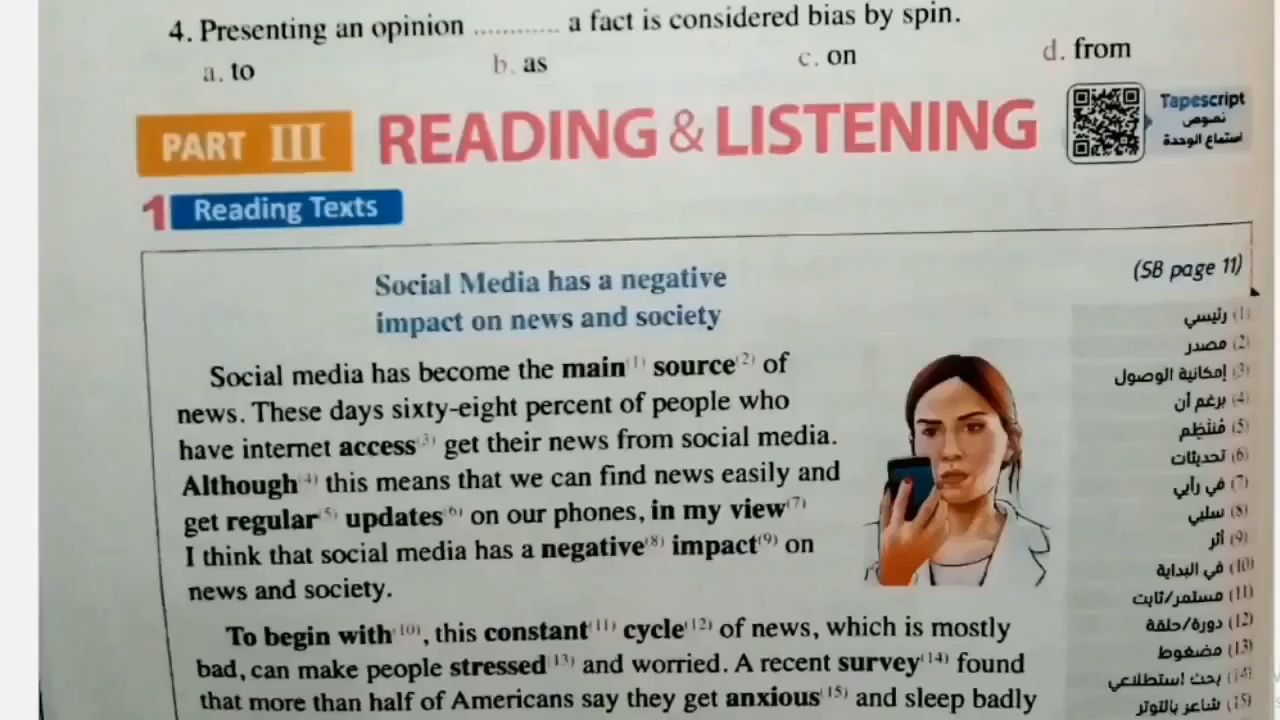 4. Presenting an opinion ............ a fact is considered bias by spin.
a. to b. as c. on d. from
PART III READING & LISTENING
Tapescript
نصوص
استماع الوحدة
1 Reading Texts
Social Media has a negative
impact on news and society
(SB page 11)
Social media has become the main(1) source(2) of
news. These days sixty-eight percent of people who
have internet access(3) get their news from social media.
Although(4) this means that we can find news easily and
get regular(5) updates(6) on our phones, in my view(7)
I think that social media has a negative(8) impact(9) on
news and society.
To begin with(10), this constant(11) cycle(12) of news, which is mostly
bad, can make people stressed(13) and worried. A recent survey(14) found
that more than half of Americans say they get anxious(15) and sleep badly
(1) رئيسي
(2) مصدر
(3) إمكانية الوصول
(4) برغم أن
(5) مُنتَظِم
(6) تحديثات
(7) في رأيي
(8) سلبي
(9) أثر
(10) في البداية
(11) مستمر/ثابت
(12) دورة/حلقة
(13) مضغوط
(14) بحث استطلاعي
(15) شاعر بالتوتر